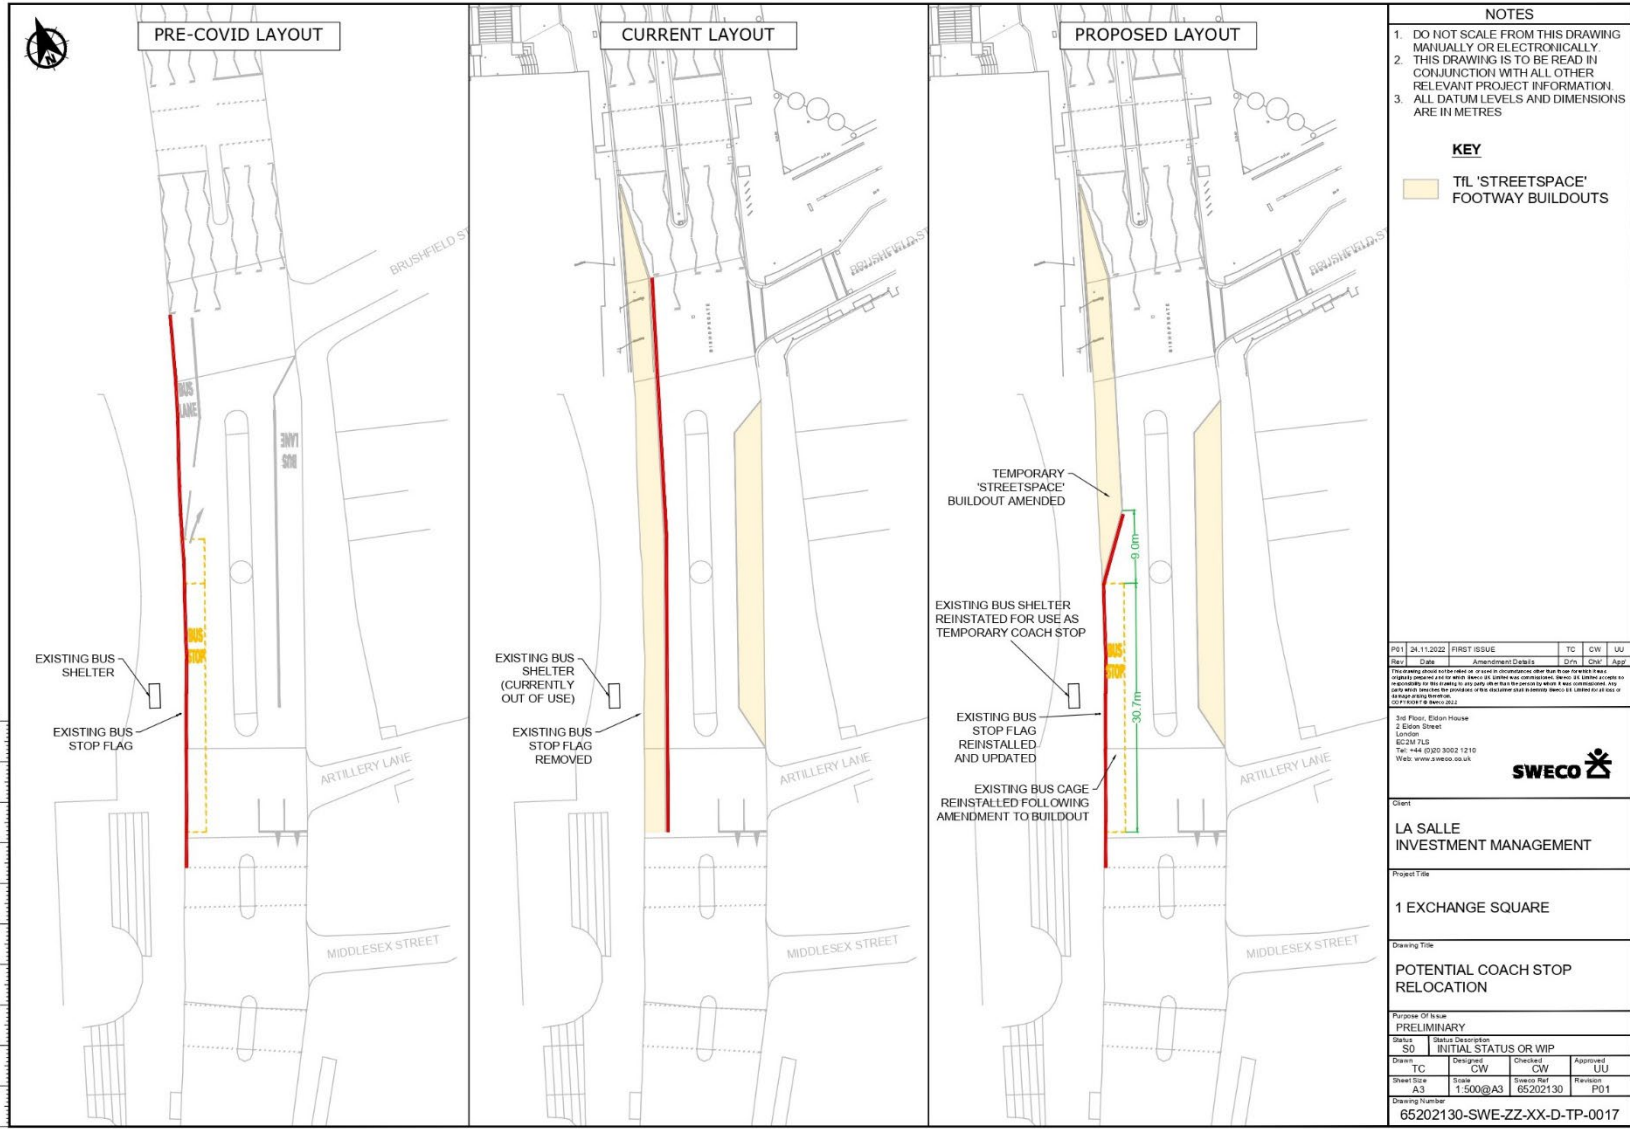 PRE-COVID LAYOUT
BRUSHFIELD ST
BUS
LANE
BUS
LANE
BUS
STOP
EXISTING BUS
SHELTER
EXISTING BUS
STOP FLAG
ARTILLERY LANE
MIDDLESEX STREET
CURRENT LAYOUT
BRUSHFIELD ST
EXISTING BUS
SHELTER
(CURRENTLY
OUT OF USE)
EXISTING BUS
STOP FLAG
REMOVED
ARTILLERY LANE
MIDDLESEX STREET
PROPOSED LAYOUT
BRUSHFIELD ST
TEMPORARY
'STREETSPACE'
BUILDOUT AMENDED
9.0m
EXISTING BUS SHELTER
REINSTATED FOR USE AS
TEMPORARY COACH STOP
BUS
STOP
30.7m
EXISTING BUS
STOP FLAG
REINSTALLED
AND UPDATED
EXISTING BUS CAGE
REINSTALLED FOLLOWING
AMENDMENT TO BUILDOUT
ARTILLERY LANE
MIDDLESEX STREET
NOTES
1. DO NOT SCALE FROM THIS DRAWING
MANUALLY OR ELECTRONICALLY.
2. THIS DRAWING IS TO BE READ IN
CONJUNCTION WITH ALL OTHER
RELEVANT PROJECT INFORMATION.
3. ALL DATUM LEVELS AND DIMENSIONS
ARE IN METRES
KEY
TfL 'STREETSPACE'
FOOTWAY BUILDOUTS
P01 24.11.2022 FIRST ISSUE TC CW UU
Rev Date Amendment Details Dr'n Chk' App'
3rd Floor, Eldon House
2 Eldon Street
London
EC2M 7LS
Tel: +44 (0)20 3002 1210
Web: www.sweco.co.uk
SWECO
Client
LA SALLE
INVESTMENT MANAGEMENT
Project Title
1 EXCHANGE SQUARE
Drawing Title
POTENTIAL COACH STOP
RELOCATION
Purpose Of Issue
PRELIMINARY
Status Status Description
S0 INITIAL STATUS OR WIP
Drawn Designed Checked Approved
TC CW CW UU
Sheet Size Scale Sweco Ref Revision
A3 1:500@A3 65202130 P01
Drawing Number
65202130-SWE-ZZ-XX-D-TP-0017